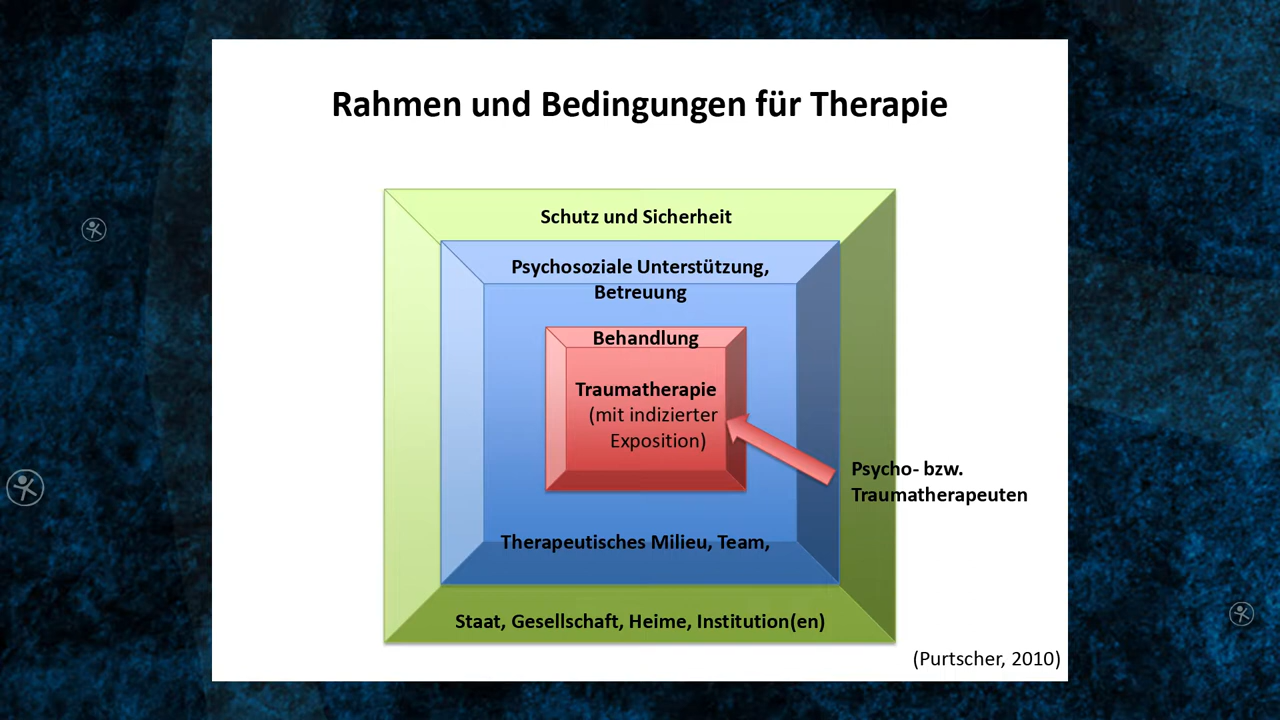 Rahmen und Bedingungen für Therapie
Schutz und Sicherheit
Psychosoziale Unterstützung,
Betreuung
Behandlung
Traumatherapie
(mit indizierter
Exposition)
Psycho- bzw.
Traumatherapeuten
Therapeutisches Milieu, Team,
Staat, Gesellschaft, Heime, Institution(en)
(Purtscher, 2010)